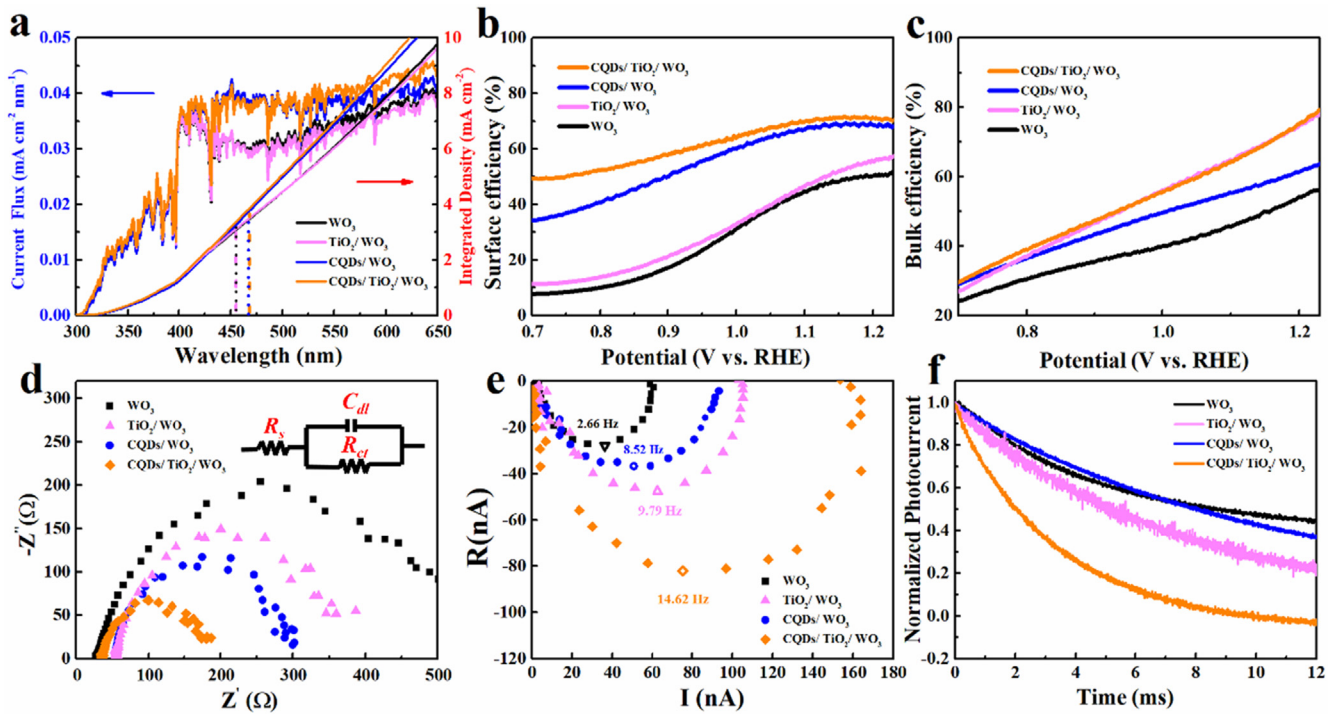 a
Current Flux (mA cm⁻² nm⁻¹)
0.05
0.04
0.03
0.02
0.01
0.00
10
8
6
4
2
0
Integrated Density (mA cm⁻²)
WO₃
TiO₂/ WO₃
CQDs/ WO₃
CQDs/ TiO₂/ WO₃
300 350 400 450 500 550 600 650
Wavelength (nm)
b
Surface efficiency (%)
100
80
60
40
20
0
CQDs/ TiO₂/ WO₃
CQDs/ WO₃
TiO₂/ WO₃
WO₃
0.7 0.8 0.9 1.0 1.1 1.2
Potential (V vs. RHE)
c
Bulk efficiency (%)
100
80
60
40
20
CQDs/ TiO₂/ WO₃
CQDs/ WO₃
TiO₂/ WO₃
WO₃
0.8 1.0 1.2
Potential (V vs. RHE)
d
-Z''(Ω)
300
250
200
150
100
50
0
WO₃
TiO₂/ WO₃
CQDs/ WO₃
CQDs/ TiO₂/ WO₃
Rs
Cdl
Rct
0 100 200 300 400 500
Z' (Ω)
e
R(nA)
0
-20
-40
-60
-80
-100
-120
2.66 Hz
8.52 Hz
9.79 Hz
14.62 Hz
WO₃
TiO₂/ WO₃
CQDs/ WO₃
CQDs/ TiO₂/ WO₃
0 20 40 60 80 100 120 140 160 180
I (nA)
f
Normalized Photocurrent
1.0
0.8
0.6
0.4
0.2
0.0
-0.2
WO₃
TiO₂/ WO₃
CQDs/ WO₃
CQDs/ TiO₂/ WO₃
0 2 4 6 8 10 12
Time (ms)